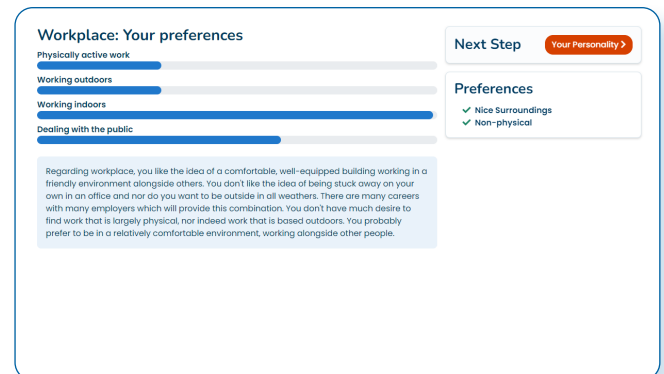 Workplace: Your preferences
Physically active work
Working outdoors
Working indoors
Dealing with the public
Regarding workplace, you like the idea of a comfortable, well-equipped building working in a
friendly environment alongside others. You don't like the idea of being stuck away on your
own in an office and nor do you want to be outside in all weathers. There are many careers
with many employers which will provide this combination. You don't have much desire to
find work that is largely physical, nor indeed work that is based outdoors. You probably
prefer to be in a relatively comfortable environment, working alongside other people.
Next Step
Your Personality
Preferences
Nice Surroundings
Non-physical